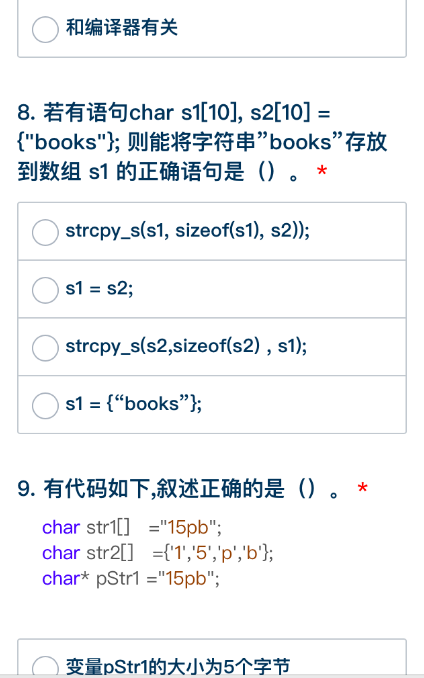 和编译器有关
8. 若有语句char s1[10], s2[10] =
{"books"}; 则能将字符串”books”存放
到数组 s1 的正确语句是（）。 *
strcpy_s(s1, sizeof(s1), s2));
s1 = s2;
strcpy_s(s2,sizeof(s2) , s1);
s1 = {“books”};
9. 有代码如下,叙述正确的是（）。 *
char str1[] ="15pb";
char str2[] ={'1','5','p','b'};
char* pStr1 ="15pb";
变量pStr1的大小为5个字节